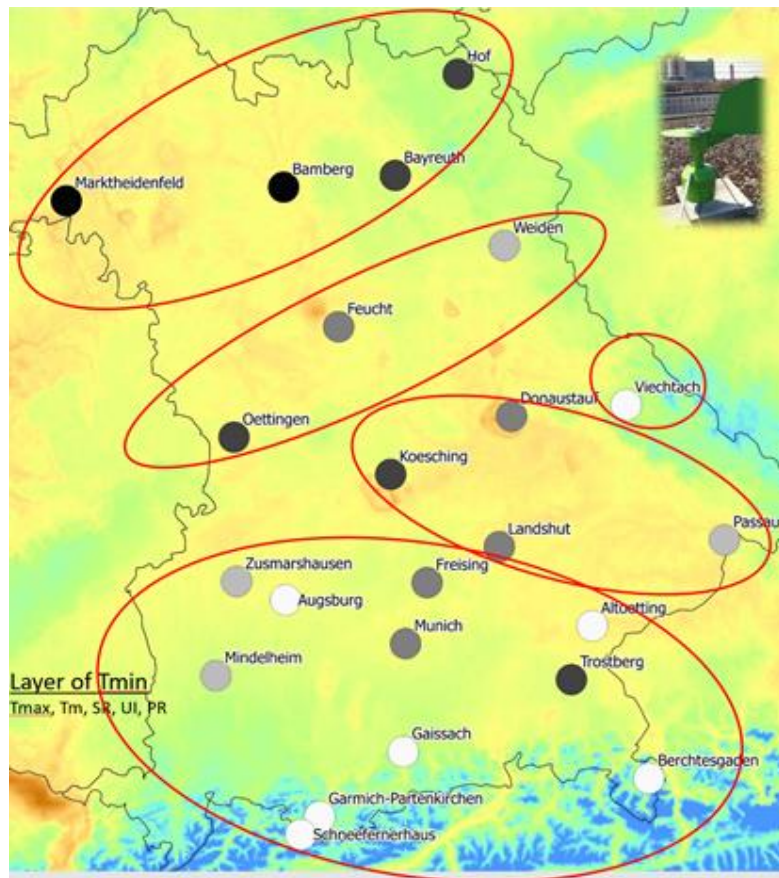 Hof
Bayreuth
Bamberg
Marktheidenfeld
Weiden
Feucht
Viechtach
Donaustauf
Oettingen
Koesching
Passau
Landshut
Zusmarshausen
Freising
Augsburg
Altoetting
Munich
Mindelheim
Trostberg
Layer of Tmin
Tmax, Tm, SR, UI, PR
Gaissach
Berchtesgaden
Garmich-Partenkirchen
Schneefernerhaus